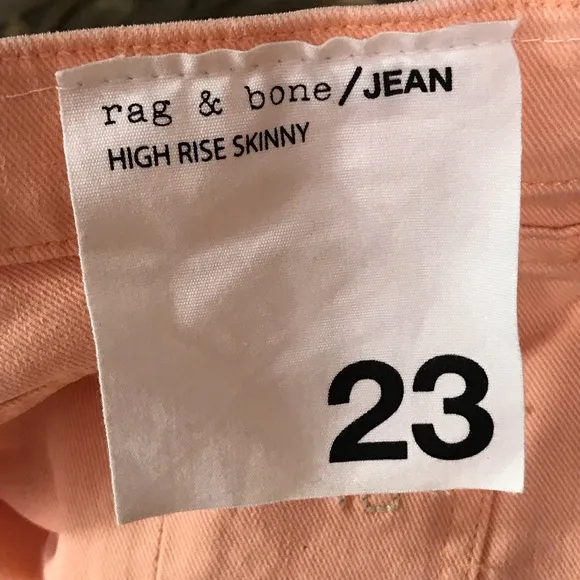 rag & bone/JEAN
HIGH RISE SKINNY
23